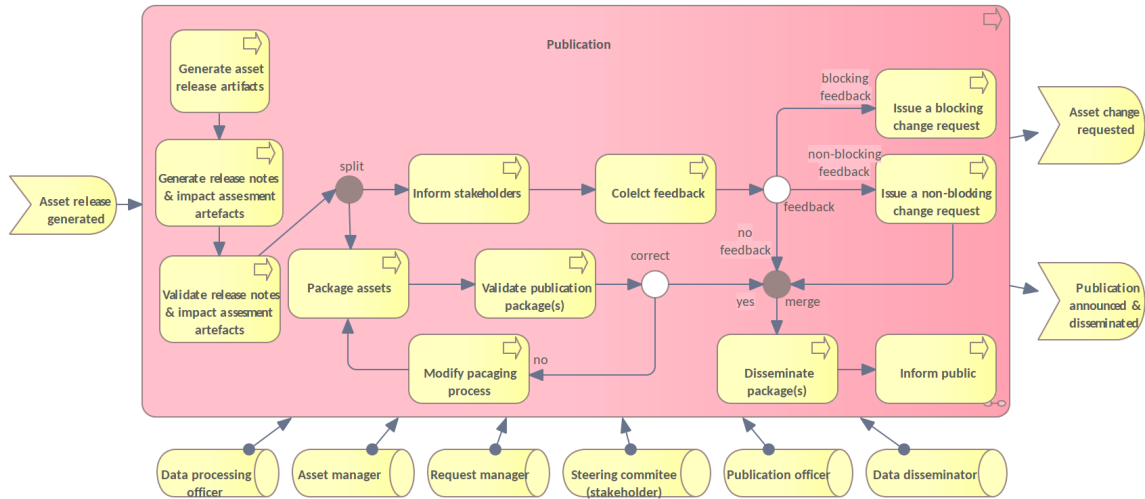 Publication
Generate asset
release artifacts
Generate release notes
& impact assesment
artefacts
Validate release notes
& impact assesment
artefacts
Asset release
generated
split
Inform stakeholders
Colelct feedback
feedback
blocking
feedback
Issue a blocking
change request
non-blocking
feedback
Issue a non-blocking
change request
no
feedback
Package assets
Validate publication
package(s)
correct
yes
merge
no
Modify pacaging
process
Disseminate
package(s)
Inform public
Asset change
requested
Publication
announced &
disseminated
Data processing
officer
Asset manager
Request manager
Steering commitee
(stakeholder)
Publication officer
Data disseminator